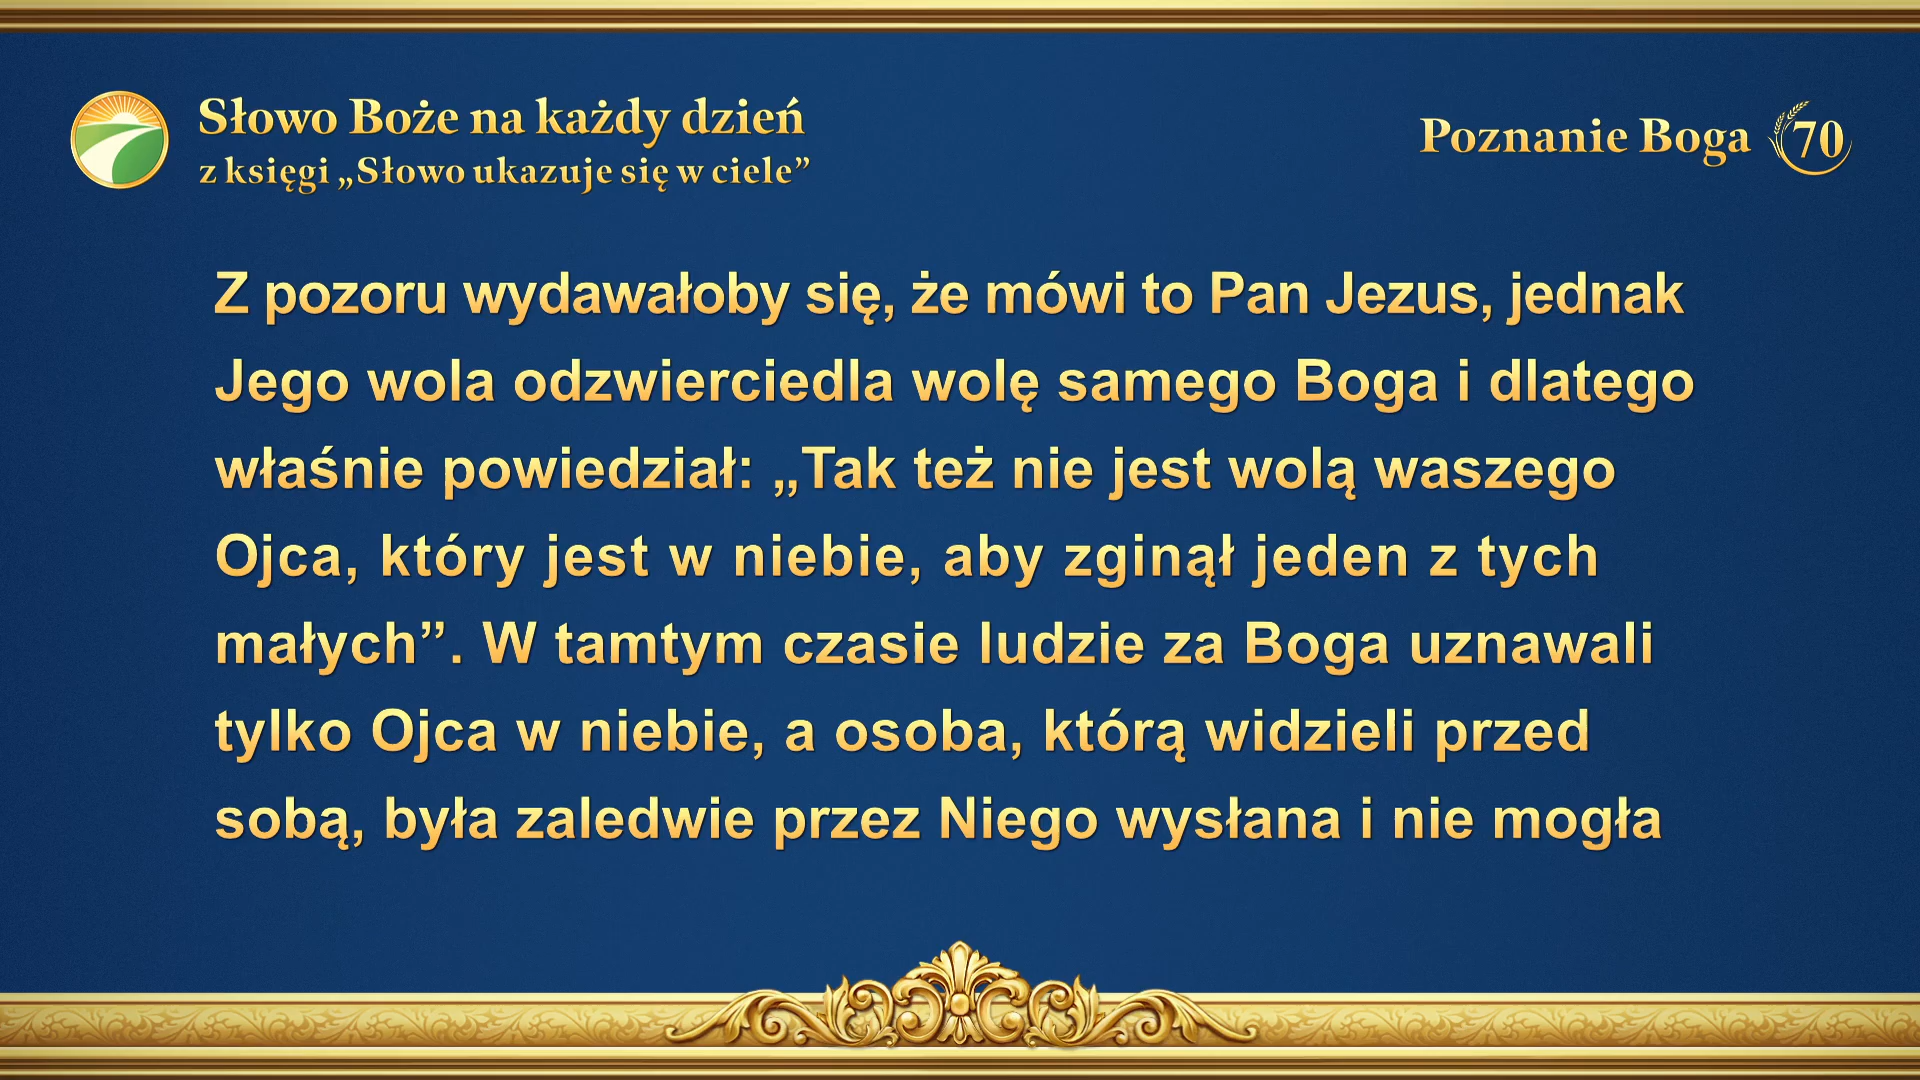 Słowo Boże na każdy dzień
z księgi „Słowo ukazuje się w ciele”
Poznanie Boga 70
Z pozoru wydawałoby się, że mówi to Pan Jezus, jednak
Jego wola odzwierciedla wolę samego Boga i dlatego
właśnie powiedział: „Tak też nie jest wolą waszego
Ojca, który jest w niebie, aby zginął jeden z tych
małych”. W tamtym czasie ludzie za Boga uznawali
tylko Ojca w niebie, a osoba, którą widzieli przed
sobą, była zaledwie przez Niego wysłana i nie mogła